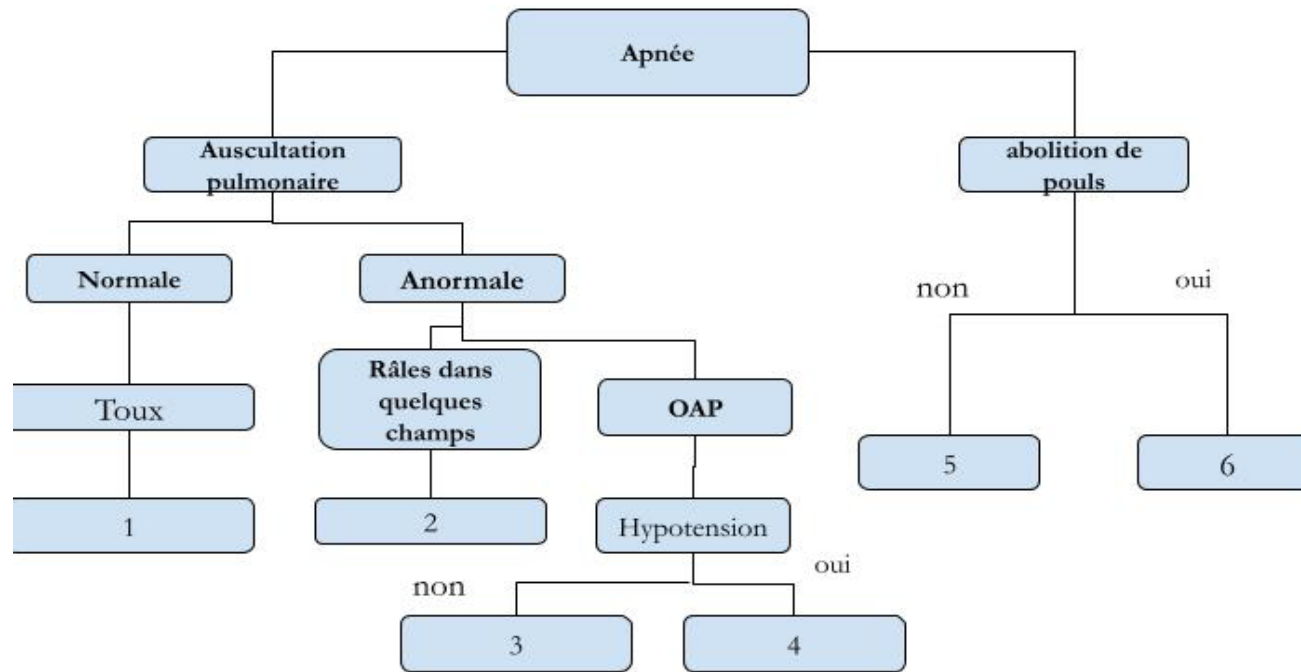 Apnée
Auscultation
pulmonaire
abolition de
pouls
Normale
Anormale
non
oui
Râles dans
quelques
champs
OAP
Toux
5
6
1
2
Hypotension
non
oui
3
4